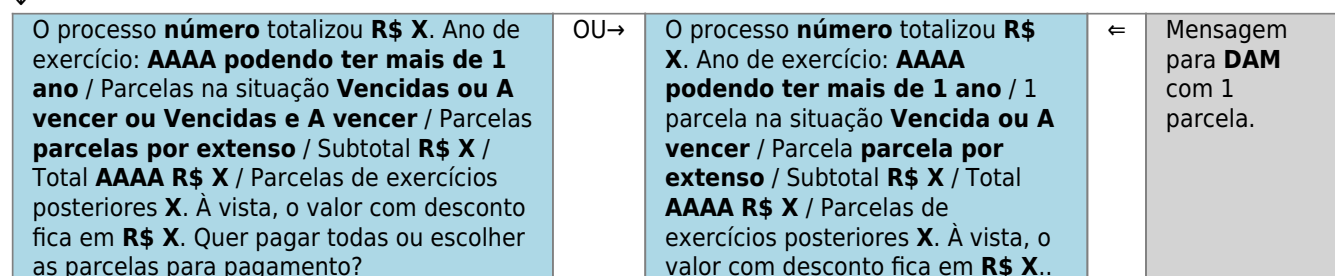 O processo número totalizou R$ X. Ano de
exercício: AAAA podendo ter mais de 1
ano / Parcelas na situação Vencidas ou A
vencer ou Vencidas e A vencer / Parcelas
parcelas por extenso / Subtotal R$ X /
Total AAAA R$ X / Parcelas de exercícios
posteriores X. À vista, o valor com desconto
fica em R$ X. Quer pagar todas ou escolher
as parcelas para pagamento?
OU→
O processo número totalizou R$
X. Ano de exercício: AAAA
podendo ter mais de 1 ano / 1
parcela na situação Vencida ou A
vencer / Parcela parcela por
extenso / Subtotal R$ X / Total
AAAA R$ X / Parcelas de
exercícios posteriores X. À vista, o
valor com desconto fica em R$ X..
⇐
Mensagem
para DAM
com 1
parcela.